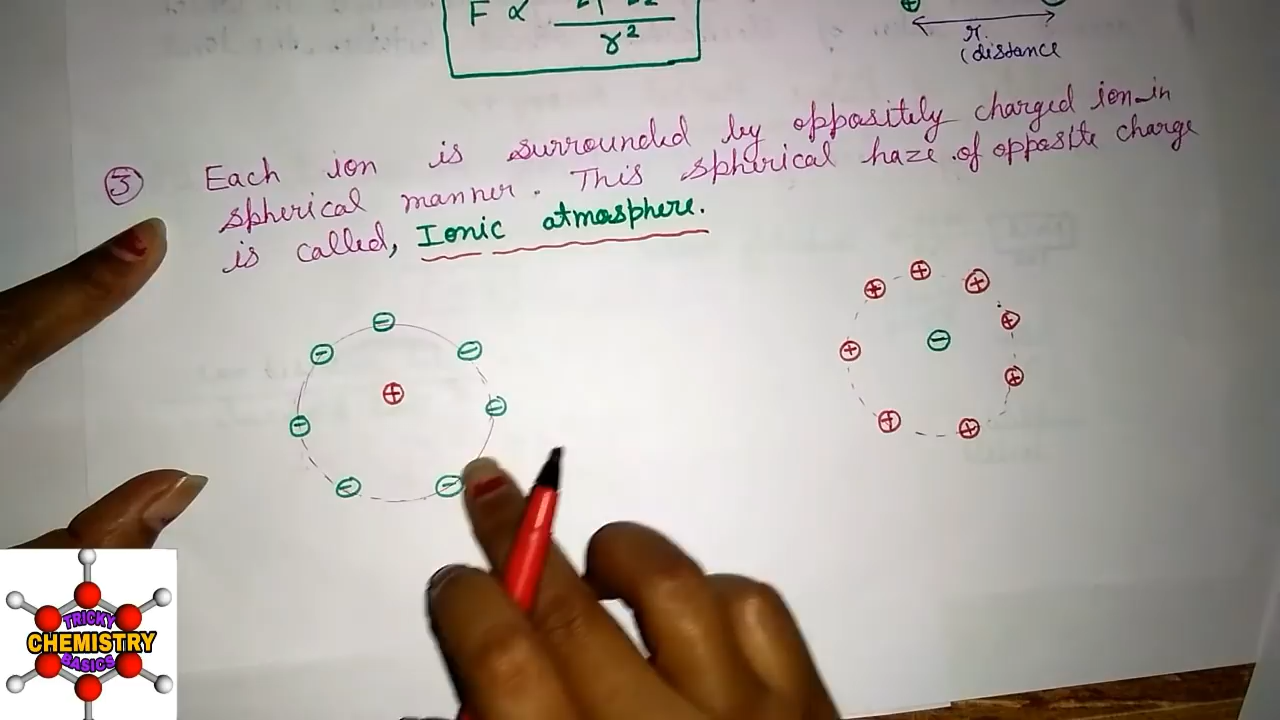 F ∝
r²
r.
(distance
③ Each ion is surrounded by oppositely charged ion in
spherical manner. This spherical haze of opposite charge
is called, Ionic atmosphere.
TRICKY
CHEMISTRY
BASICS